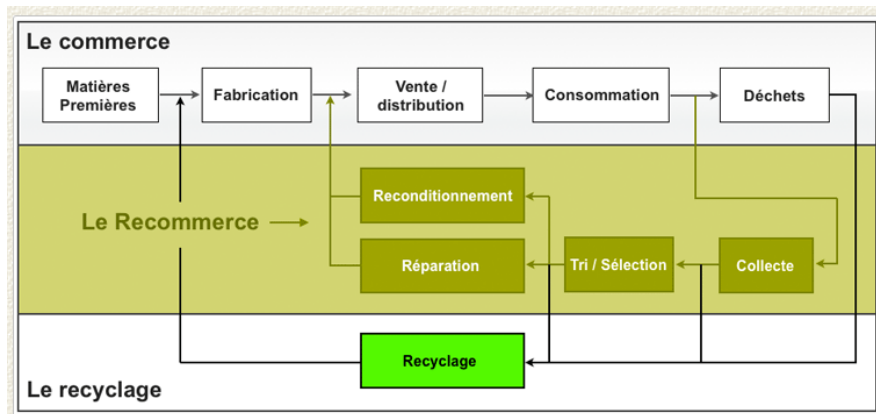 Le commerce
Matières
Premières
Fabrication
Vente /
distribution
Consommation
Déchets
Reconditionnement
Le Recommerce
Réparation
Tri / Sélection
Collecte
Recyclage
Le recyclage